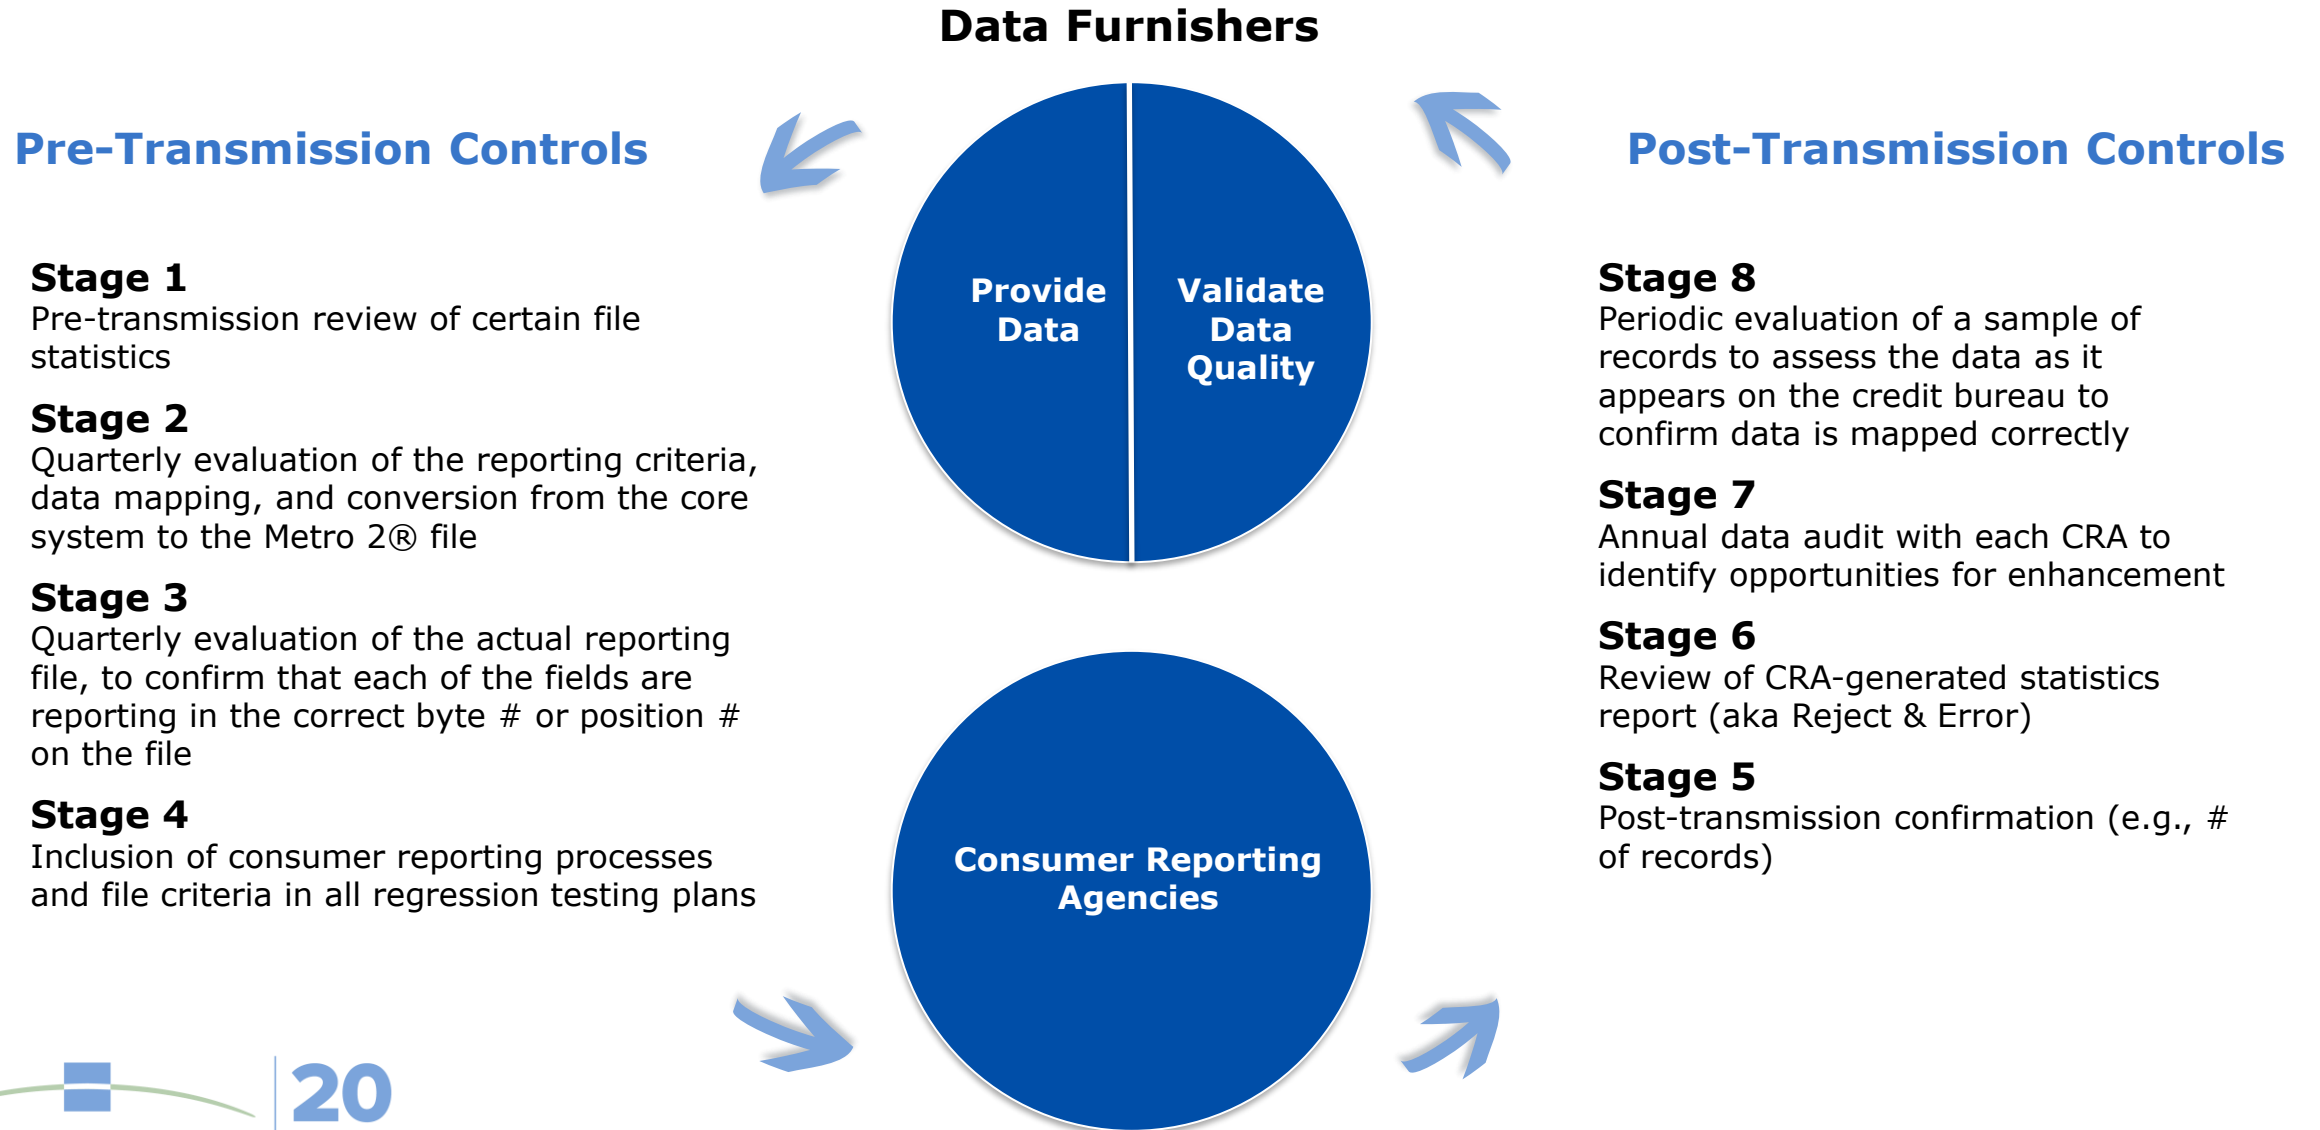 Data Furnishers
Pre-Transmission Controls
Stage 1
Pre-transmission review of certain file
statistics
Stage 2
Quarterly evaluation of the reporting criteria,
data mapping, and conversion from the core
system to the Metro 2® file
Stage 3
Quarterly evaluation of the actual reporting
file, to confirm that each of the fields are
reporting in the correct byte # or position #
on the file
Stage 4
Inclusion of consumer reporting processes
and file criteria in all regression testing plans
Provide
Data
Validate
Data
Quality
Consumer Reporting
Agencies
Post-Transmission Controls
Stage 8
Periodic evaluation of a sample of
records to assess the data as it
appears on the credit bureau to
confirm data is mapped correctly
Stage 7
Annual data audit with each CRA to
identify opportunities for enhancement
Stage 6
Review of CRA-generated statistics
report (aka Reject & Error)
Stage 5
Post-transmission confirmation (e.g., #
of records)
20